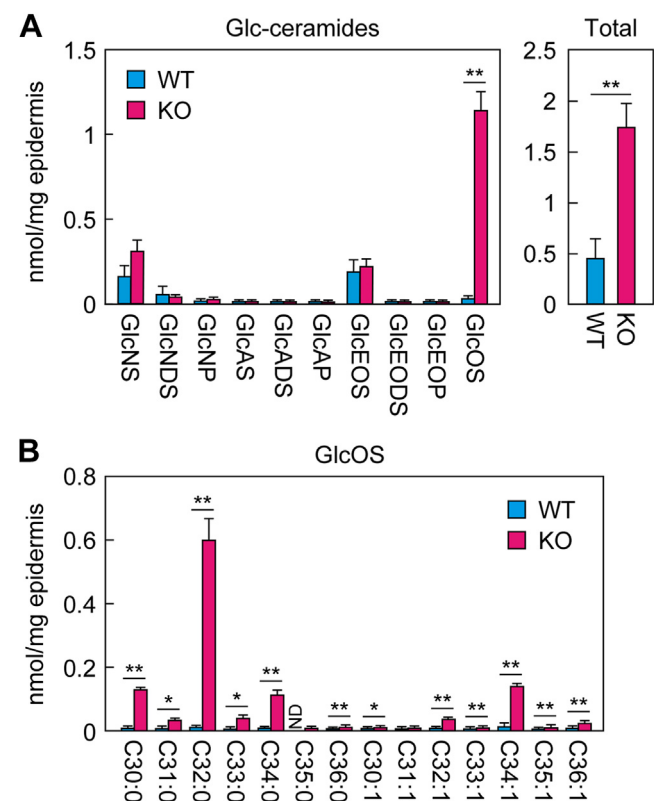 A
Glc-ceramides
Total
nmol/mg epidermis
1.5
1
0.5
0
WT
KO
**
GlcNS
GlcNDS
GlcNP
GlcAS
GlcADS
GlcAP
GlcEOS
GlcEODS
GlcEOP
GlcOS
2.5
2
1.5
1
0.5
0
**
WT
KO
B
GlcOS
nmol/mg epidermis
0.8
0.6
0.4
0.2
0
WT
KO
**
*
**
*
**
ND
**
*
**
**
**
**
**
C30:0
C31:0
C32:0
C33:0
C34:0
C35:0
C36:0
C30:1
C31:1
C32:1
C33:1
C34:1
C35:1
C36:1